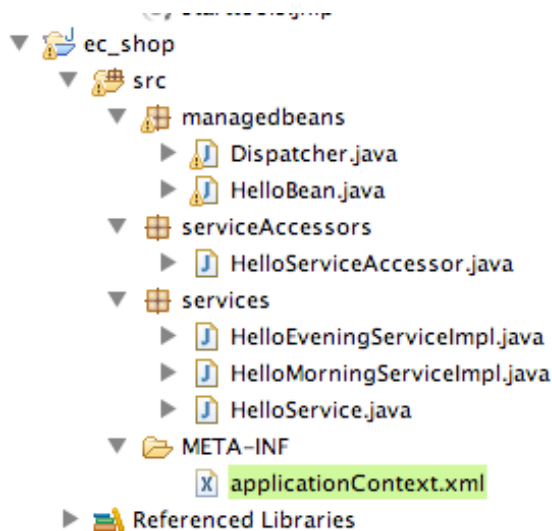 ec_shop
src
managedbeans
Dispatcher.java
HelloBean.java
serviceAccessors
HelloServiceAccessor.java
services
HelloEveningServiceImpl.java
HelloMorningServiceImpl.java
HelloService.java
META-INF
applicationContext.xml
Referenced Libraries